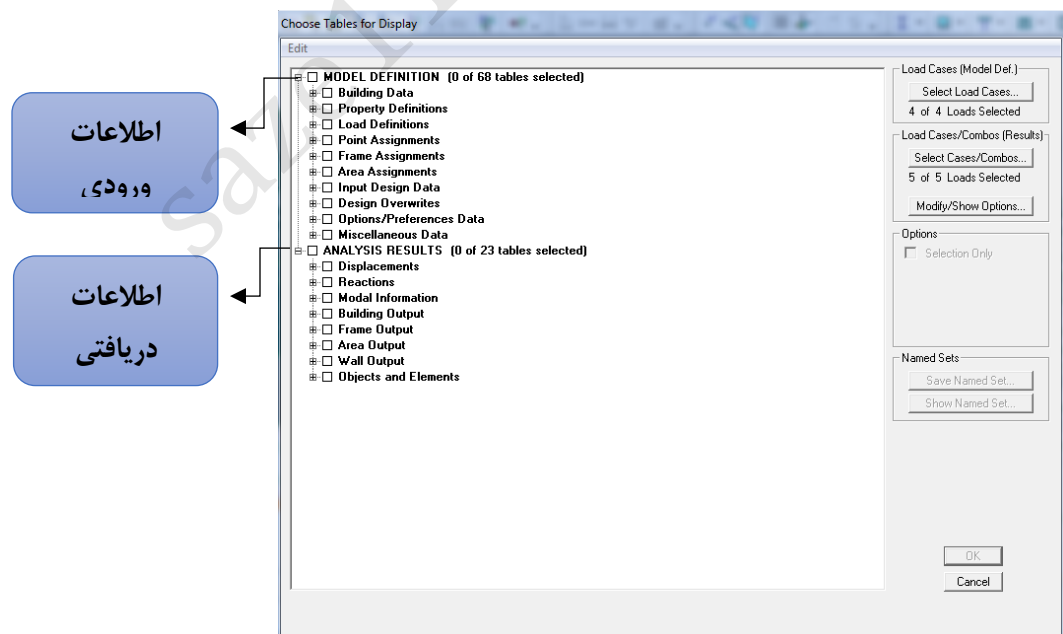 Choose Tables for Display
Edit
MODEL DEFINITION (0 of 68 tables selected)
Building Data
Property Definitions
Load Definitions
Point Assignments
Frame Assignments
Area Assignments
Input Design Data
Design Overwrites
Options/Preferences Data
Miscellaneous Data
ANALYSIS RESULTS (0 of 23 tables selected)
Displacements
Reactions
Modal Information
Building Output
Frame Output
Area Output
Wall Output
Objects and Elements
اطلاعات
ورودی
اطلاعات
دریافتی
Load Cases (Model Def.)
Select Load Cases...
4 of 4 Loads Selected
Load Cases/Combos (Results)
Select Cases/Combos...
5 of 5 Loads Selected
Modify/Show Options...
Options
Selection Only
Named Sets
Save Named Set...
Show Named Set...
OK
Cancel